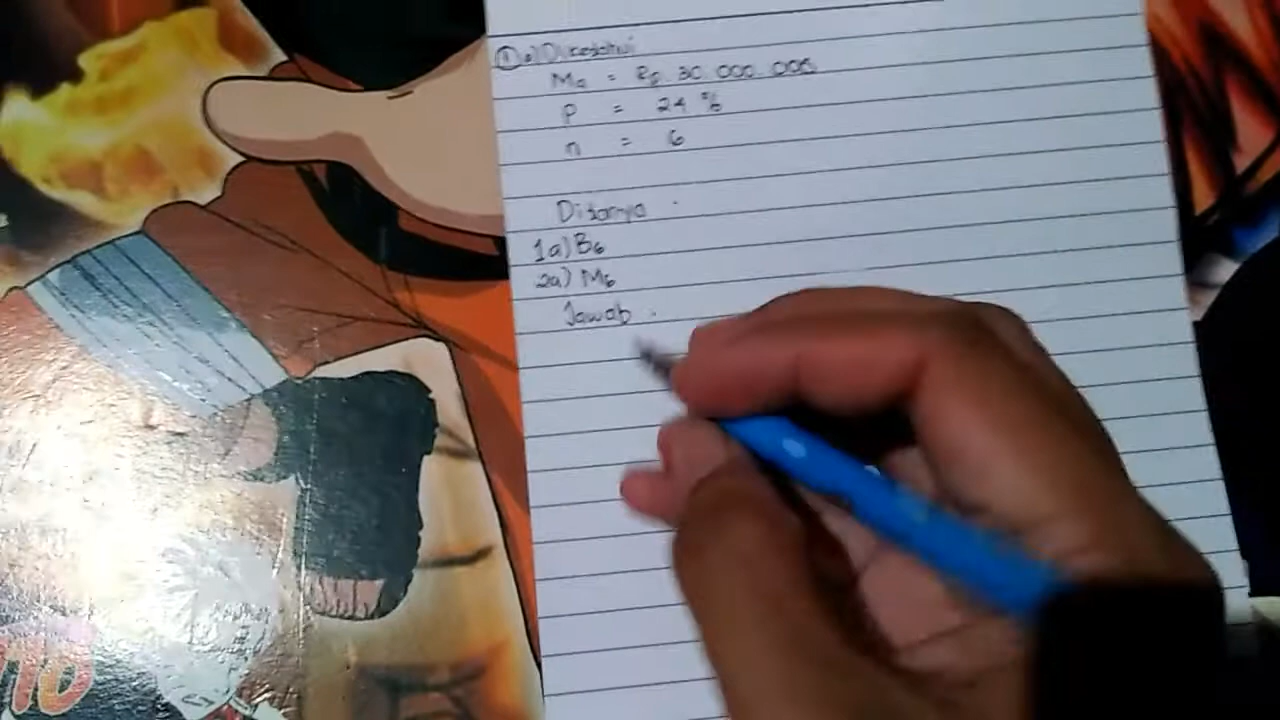 ① a) Diketahui
Mo = Rp. 30.000.000
p = 24 %
n = 6
Ditanya :
1a) B6
2a) M6
Jawab :